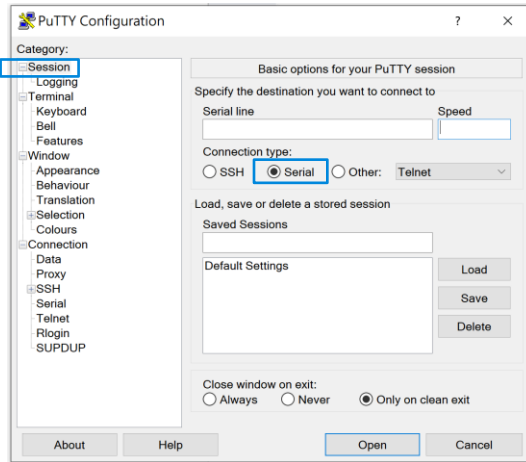 PuTTY Configuration
? X
Category:
Session
Logging
Terminal
Keyboard
Bell
Features
Window
Appearance
Behaviour
Translation
Selection
Colours
Connection
Data
Proxy
SSH
Serial
Telnet
Rlogin
SUPDUP
Basic options for your PuTTY session
Specify the destination you want to connect to
Serial line Speed
Connection type:
SSH Serial Other: Telnet
Load, save or delete a stored session
Saved Sessions
Default Settings
Load
Save
Delete
Close window on exit:
Always Never Only on clean exit
About Help Open Cancel